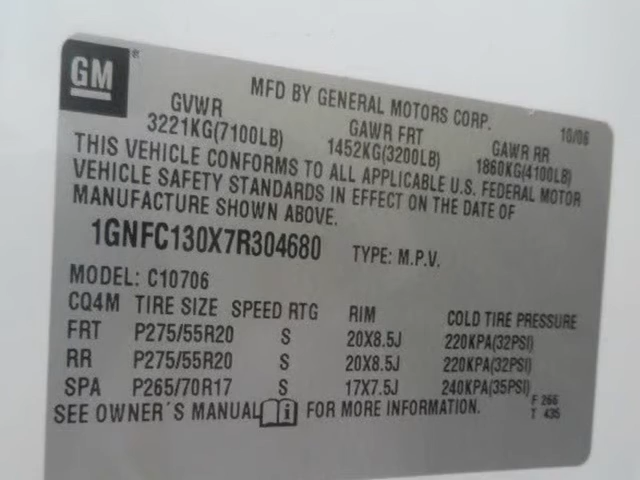 GM ®
MFD BY GENERAL MOTORS CORP. 10/06
GVWR GAWR FRT GAWR RR
3221KG(7100LB) 1452KG(3200LB) 1860KG(4100LB)
THIS VEHICLE CONFORMS TO ALL APPLICABLE U.S. FEDERAL MOTOR
VEHICLE SAFETY STANDARDS IN EFFECT ON THE DATE OF
MANUFACTURE SHOWN ABOVE.
1GNFC130X7R304680 TYPE: M.P.V.
MODEL: C10706
CQ4M TIRE SIZE SPEED RTG RIM COLD TIRE PRESSURE
FRT P275/55R20 S 20X8.5J 220KPA(32PSI)
RR P275/55R20 S 20X8.5J 220KPA(32PSI)
SPA P265/70R17 S 17X7.5J 240KPA(35PSI)
SEE OWNER'S MANUAL i FOR MORE INFORMATION.
F 266
T 435